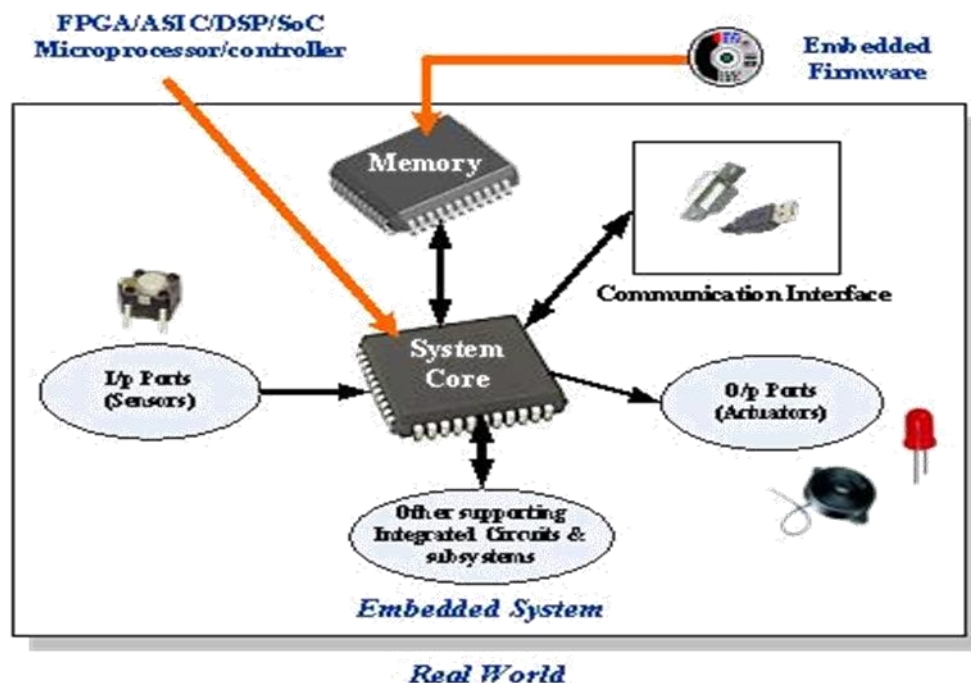 FPGA/ASIC/DSP/SoC
Microprocessor/controller
Embedded
Firmware
Memory
Communication Interface
System
Core
I/p Ports
(Sensors)
O/p Ports
(Actuators)
Other supporting
Integrated Circuits &
subsystems
Embedded System
Real World